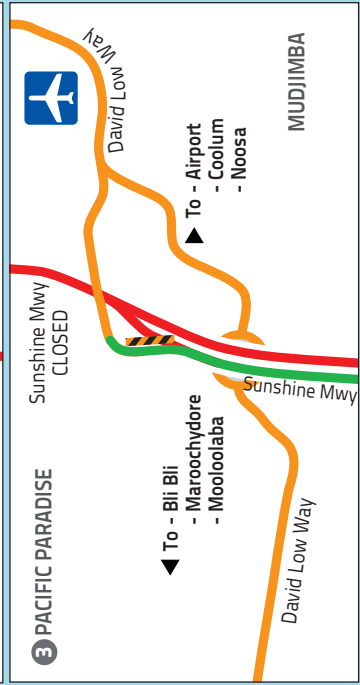 3 PACIFIC PARADISE
Sunshine Mwy
CLOSED
David Low Way
MUDJIMBA
To - Airport
- Coolum
- Noosa
To - Bli Bli
- Maroochydore
- Mooloolaba
Sunshine Mwy
David Low Way